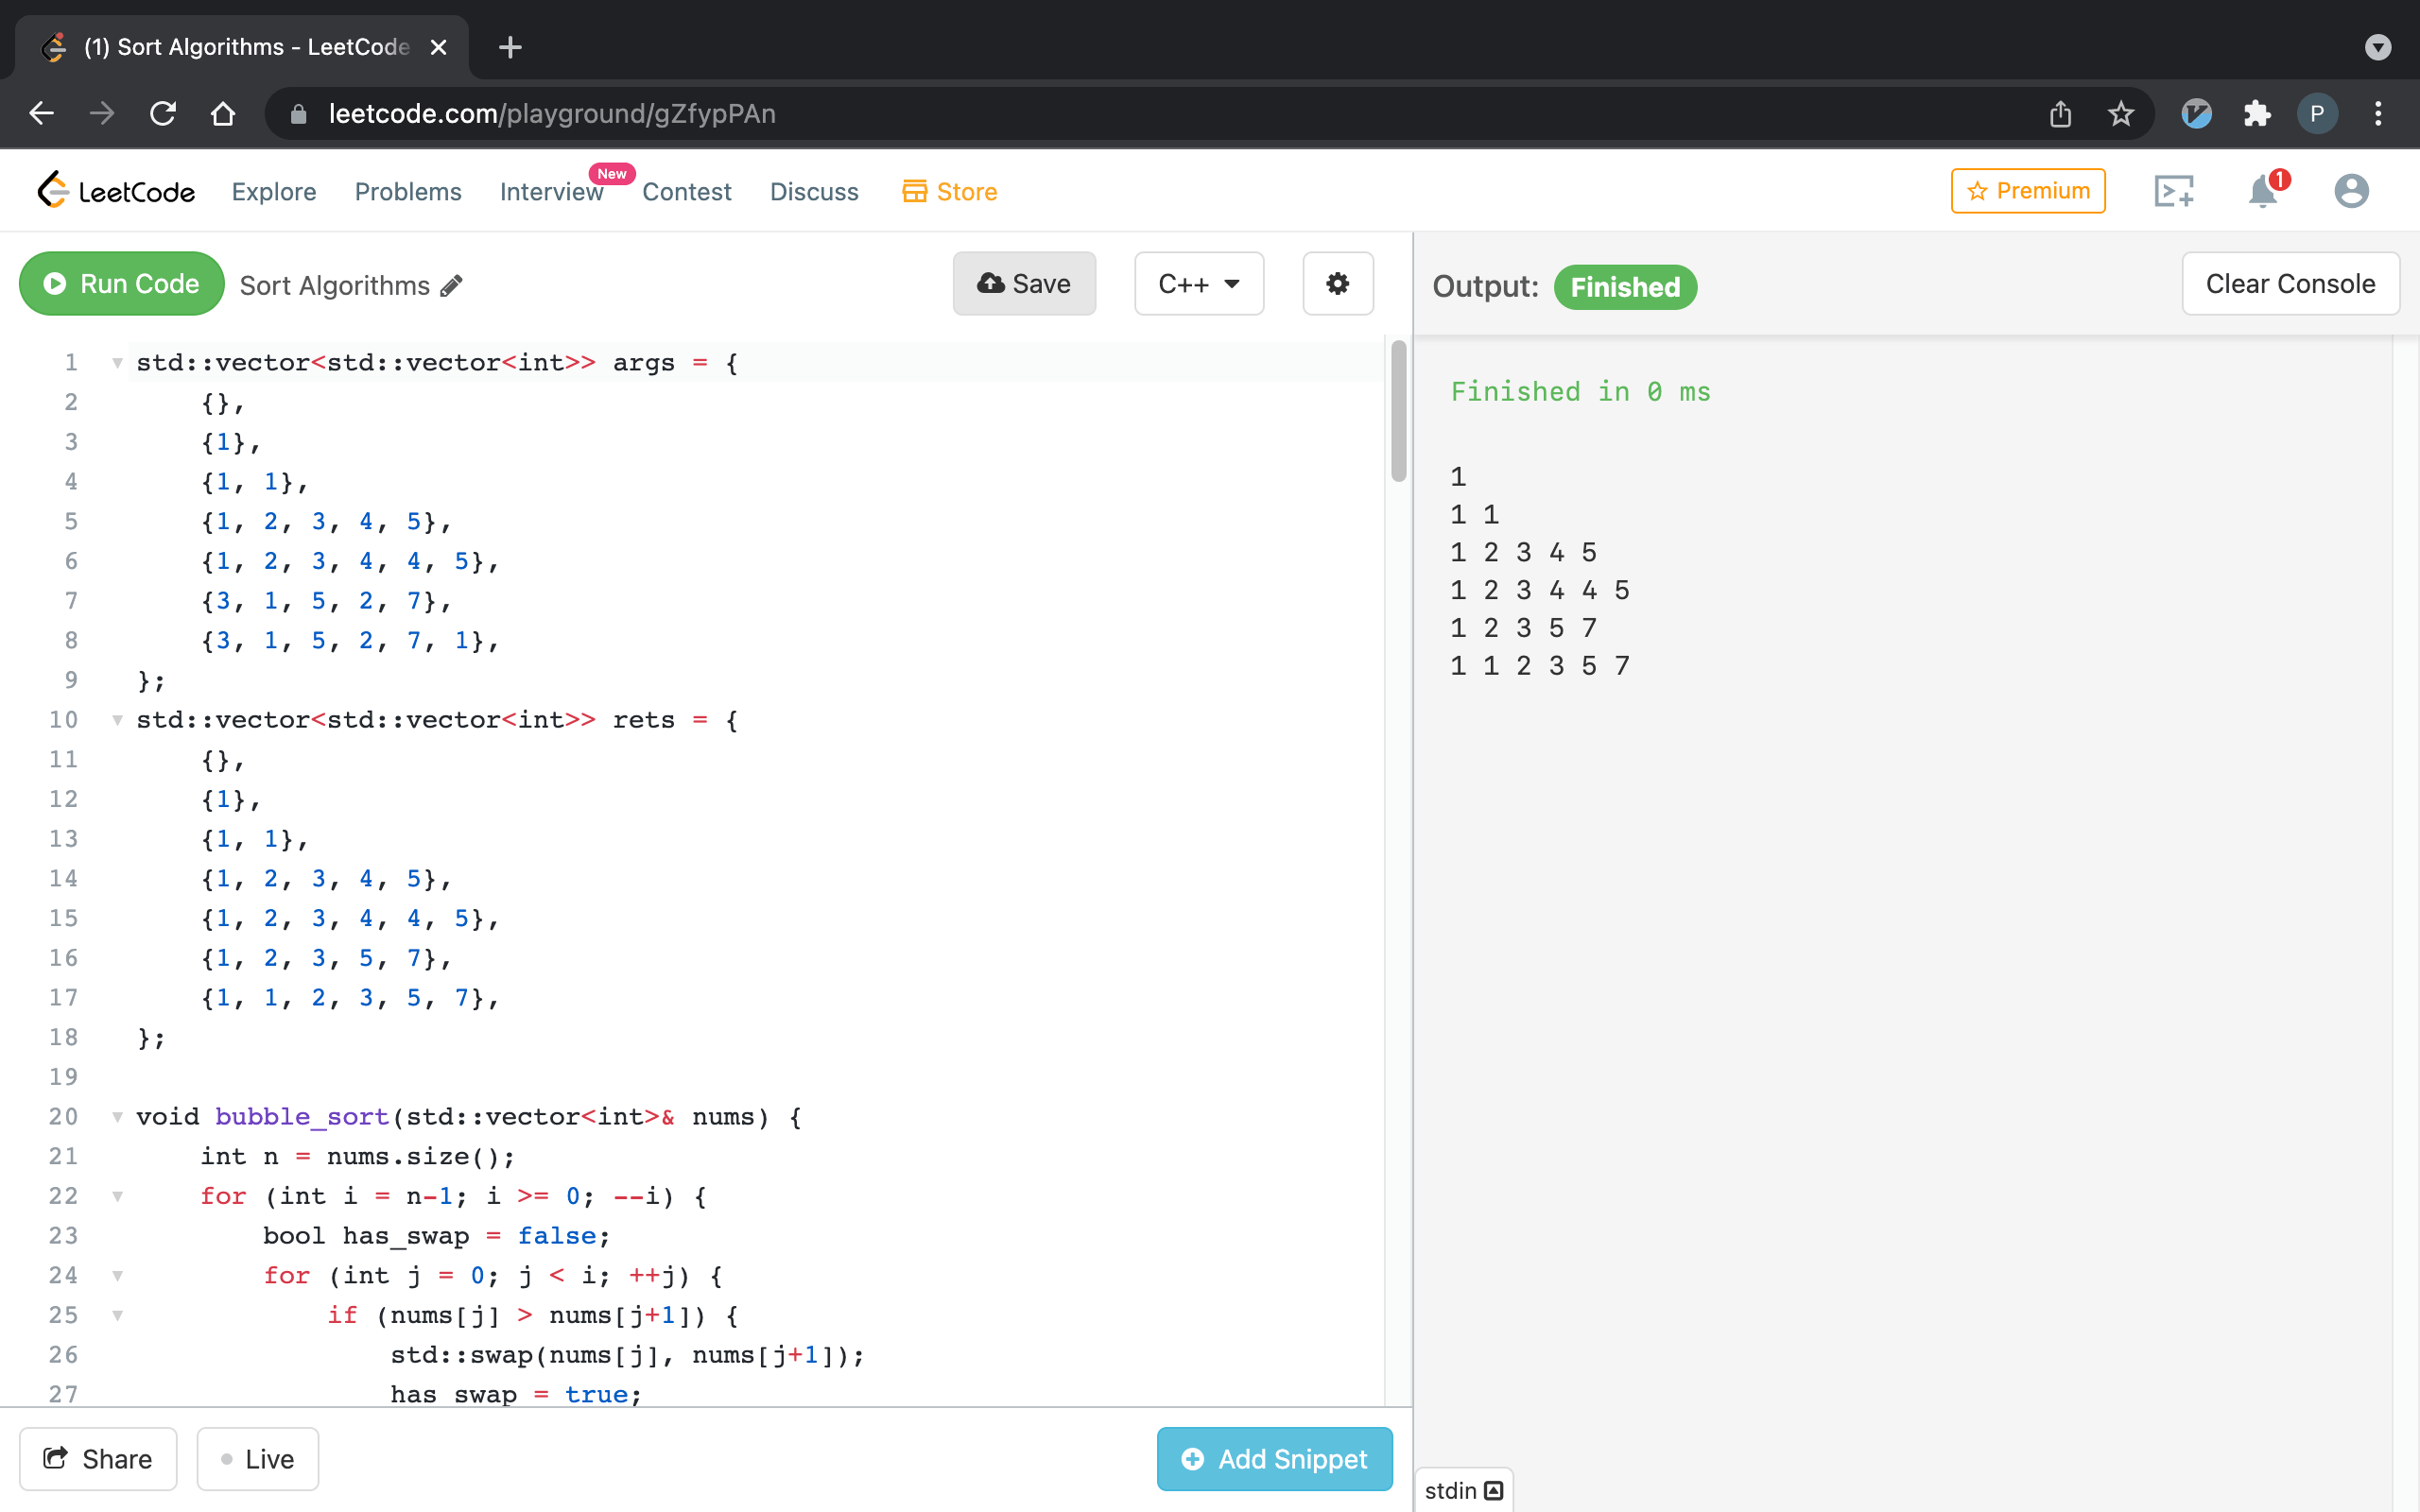 (1) Sort Algorithms - LeetCode
leetcode.com/playground/gZfypPAn
P
LeetCode Explore Problems Interview New Contest Discuss Store Premium 1
Run Code Sort Algorithms Save C++
Output: Finished Clear Console
1 std::vector<std::vector<int>> args = {
2 {},
3 {1},
4 {1, 1},
5 {1, 2, 3, 4, 5},
6 {1, 2, 3, 4, 4, 5},
7 {3, 1, 5, 2, 7},
8 {3, 1, 5, 2, 7, 1},
9 };
10 std::vector<std::vector<int>> rets = {
11 {},
12 {1},
13 {1, 1},
14 {1, 2, 3, 4, 5},
15 {1, 2, 3, 4, 4, 5},
16 {1, 2, 3, 5, 7},
17 {1, 1, 2, 3, 5, 7},
18 };
19
20 void bubble_sort(std::vector<int>& nums) {
21 int n = nums.size();
22 for (int i = n-1; i >= 0; --i) {
23 bool has_swap = false;
24 for (int j = 0; j < i; ++j) {
25 if (nums[j] > nums[j+1]) {
26 std::swap(nums[j], nums[j+1]);
27 has_swap = true;
Finished in 0 ms
1
1 1
1 2 3 4 5
1 2 3 4 4 5
1 2 3 5 7
1 1 2 3 5 7
Share Live Add Snippet
stdin